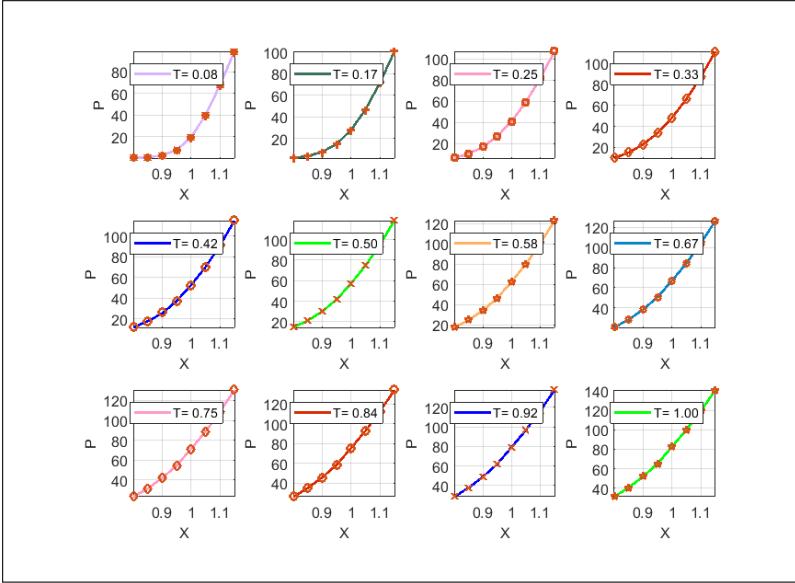 P
80
60
40
20
T= 0.08
0.9 1 1.1
X
P
100
80
60
40
20
T= 0.17
0.9 1 1.1
X
P
100
80
60
40
20
T= 0.25
0.9 1 1.1
X
P
100
80
60
40
20
T= 0.33
0.9 1 1.1
X
P
100
80
60
40
20
T= 0.42
0.9 1 1.1
X
P
100
80
60
40
20
T= 0.50
0.9 1 1.1
X
P
120
100
80
60
40
20
T= 0.58
0.9 1 1.1
X
P
120
100
80
60
40
T= 0.67
0.9 1 1.1
X
P
120
100
80
60
40
T= 0.75
0.9 1 1.1
X
P
120
100
80
60
40
T= 0.84
0.9 1 1.1
X
P
120
100
80
60
40
T= 0.92
0.9 1 1.1
X
P
140
120
100
80
60
40
T= 1.00
0.9 1 1.1
X